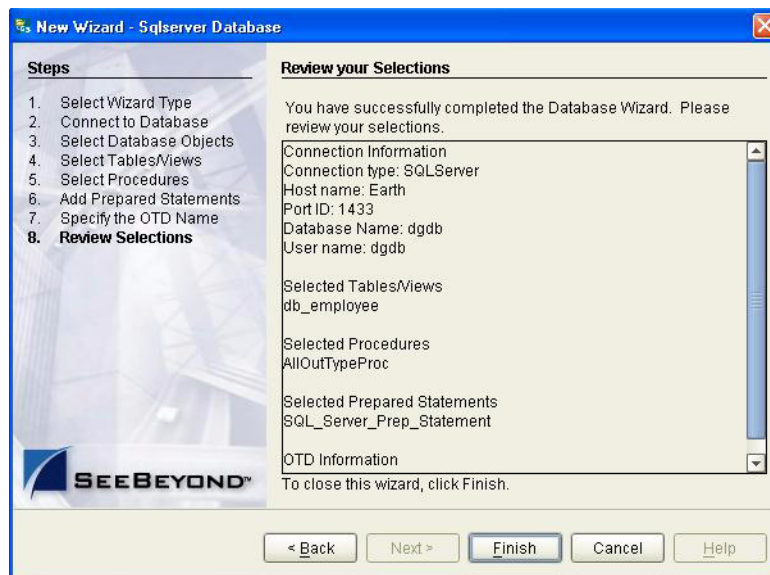 New Wizard - Sqlserver Database
Steps
1. Select Wizard Type
2. Connect to Database
3. Select Database Objects
4. Select Tables/Views
5. Select Procedures
6. Add Prepared Statements
7. Specify the OTD Name
8. Review Selections
SEEBEYOND™
Review your Selections
You have successfully completed the Database Wizard. Please
review your selections.
Connection Information
Connection type: SQLServer
Host name: Earth
Port ID: 1433
Database Name: dgdb
User name: dgdb
Selected Tables/Views
db_employee
Selected Procedures
AllOutTypeProc
Selected Prepared Statements
SQL_Server_Prep_Statement
OTD Information
To close this wizard, click Finish.
< Back
Next >
Finish
Cancel
Help